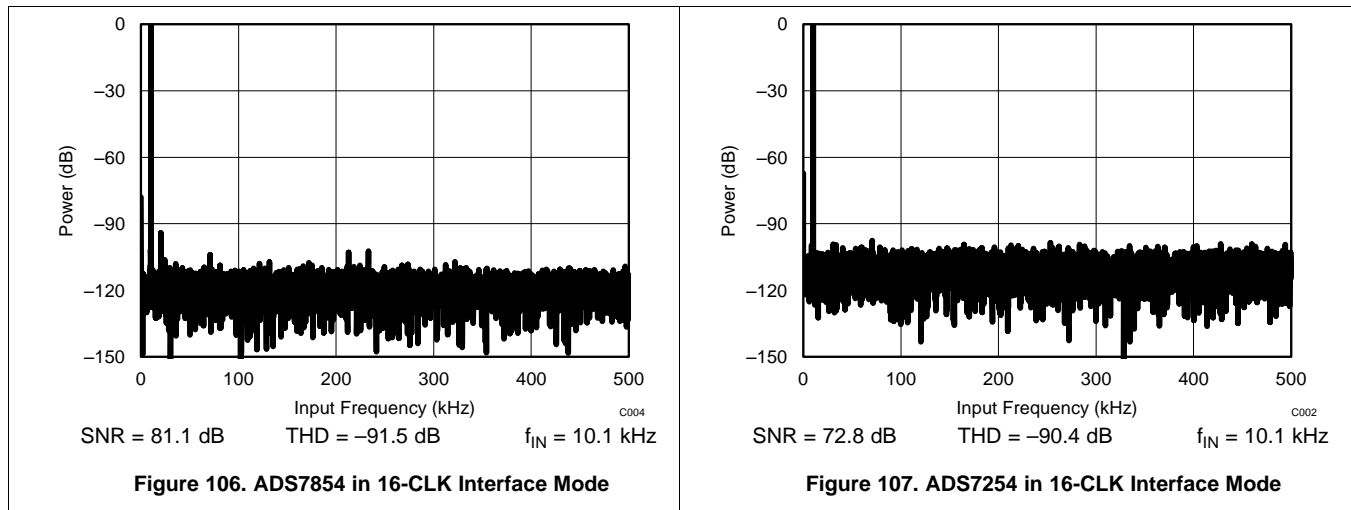 0
–30
–60
–90
–120
–150
Power (dB)
0 100 200 300 400 500
Input Frequency (kHz)
C004
SNR = 81.1 dB THD = –91.5 dB fIN = 10.1 kHz
Figure 106. ADS7854 in 16-CLK Interface Mode
0
–30
–60
–90
–120
–150
Power (dB)
0 100 200 300 400 500
Input Frequency (kHz)
C002
SNR = 72.8 dB THD = –90.4 dB fIN = 10.1 kHz
Figure 107. ADS7254 in 16-CLK Interface Mode